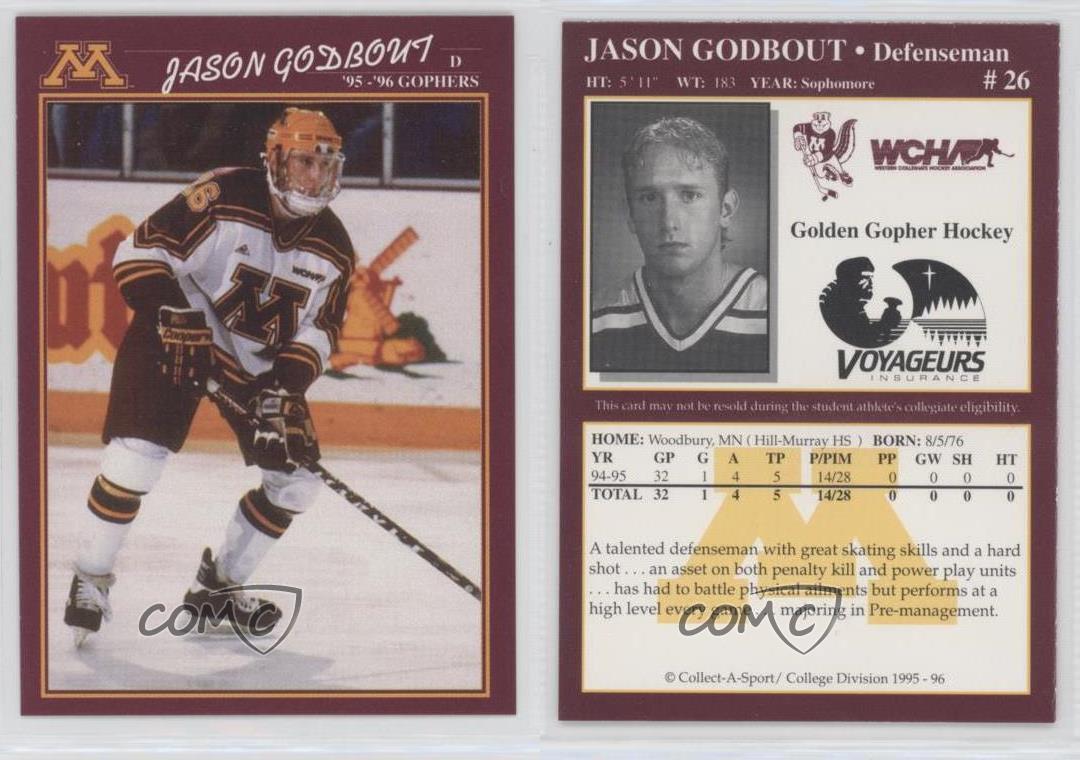 M
JASON GODBOUT D
'95 -'96 GOPHERS
26
WCHA
M
Cooper
COMC
JASON GODBOUT • Defenseman
HT: 5' 11" WT: 183 YEAR: Sophomore # 26
M
WCHA
WESTERN COLLEGIATE HOCKEY ASSOCIATION
Golden Gopher Hockey
VOYAGEURS
INSURANCE
This card may not be resold during the student athlete's collegiate eligibility.
HOME: Woodbury, MN ( Hill-Murray HS ) BORN: 8/5/76
YR GP G A TP P/PIM PP GW SH HT
94-95 32 1 4 5 14/28 0 0 0 0
TOTAL 32 1 4 5 14/28 0 0 0 0
M
A talented defenseman with great skating skills and a hard
shot . . . an asset on both penalty kill and power play units
. . . has had to battle physical ailments but performs at a
high level every game . . . majoring in Pre-management.
COMC
© Collect-A-Sport/ College Division 1995 - 96